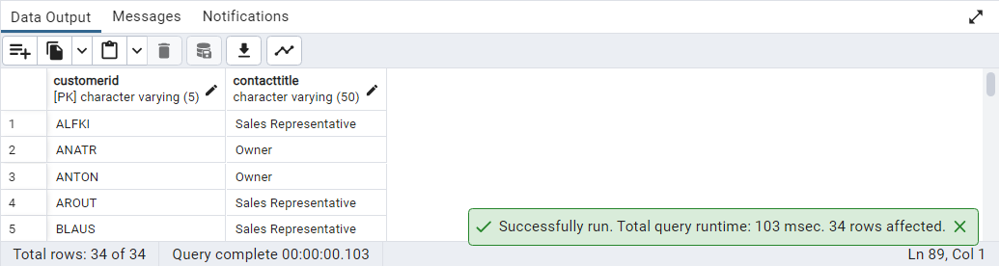 Data Output Messages Notifications
customerid contacttitle
[PK] character varying (5) character varying (50)
1 ALFKI Sales Representative
2 ANATR Owner
3 ANTON Owner
4 AROUT Sales Representative
5 BLAUS Sales Representative
Successfully run. Total query runtime: 103 msec. 34 rows affected.
Total rows: 34 of 34 Query complete 00:00:00.103 Ln 89, Col 1